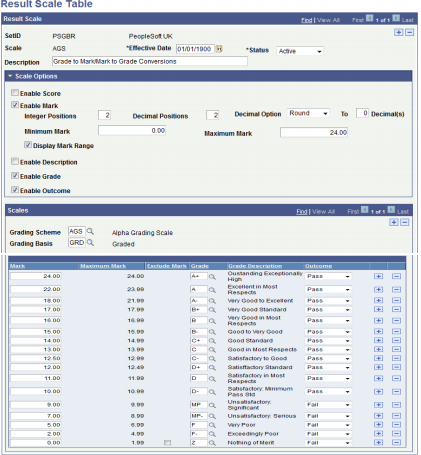 Result Scale Table
Result Scale Find | View All First 1 of 1 Last
SetID PSGBR PeopleSoft UK
Scale AGS *Effective Date 01/01/1900 *Status Active
Description Grade to Mark/Mark to Grade Conversions
Scale Options
Enable Score
Enable Mark
Integer Positions 2 Decimal Positions 2 Decimal Option Round To 0 Decimal(s)
Minimum Mark 0.00 Maximum Mark 24.00
Display Mark Range
Enable Description
Enable Grade
Enable Outcome
Scales Find | View All First 1 of 1 Last
Grading Scheme AGS Alpha Grading Scale
Grading Basis GRD Graded
Mark Maximum Mark Exclude Mark Grade Grade Description Outcome
24.00 24.00 A+ Oustanding Exceptionally High Pass
22.00 23.99 A Excellent in Most Respects Pass
18.00 21.99 A- Very Good to Excellent Pass
17.00 17.99 B+ Very Good Standard Pass
16.00 16.99 B Very Good in Most Respects Pass
15.00 15.99 B- Good to Very Good Pass
14.00 14.99 C+ Good Standard Pass
13.00 13.99 C Good in Most Respects Pass
12.50 12.99 C- Satisfactory to Good Pass
12.00 12.49 D+ Satisfactory Standard Pass
11.00 11.99 D Satisfactory in Most Respects Pass
10.00 10.99 D- Satisfactory: Minimum Pass Std Pass
9.00 9.99 MP Unsatisfactory: Significant Fail
7.00 8.99 MP- Unsatisfactory: Serious Fail
5.00 6.99 F Very Poor Fail
2.00 4.99 F- Exceedingly Poor Fail
0.00 1.99 Z Nothing of Merit Fail